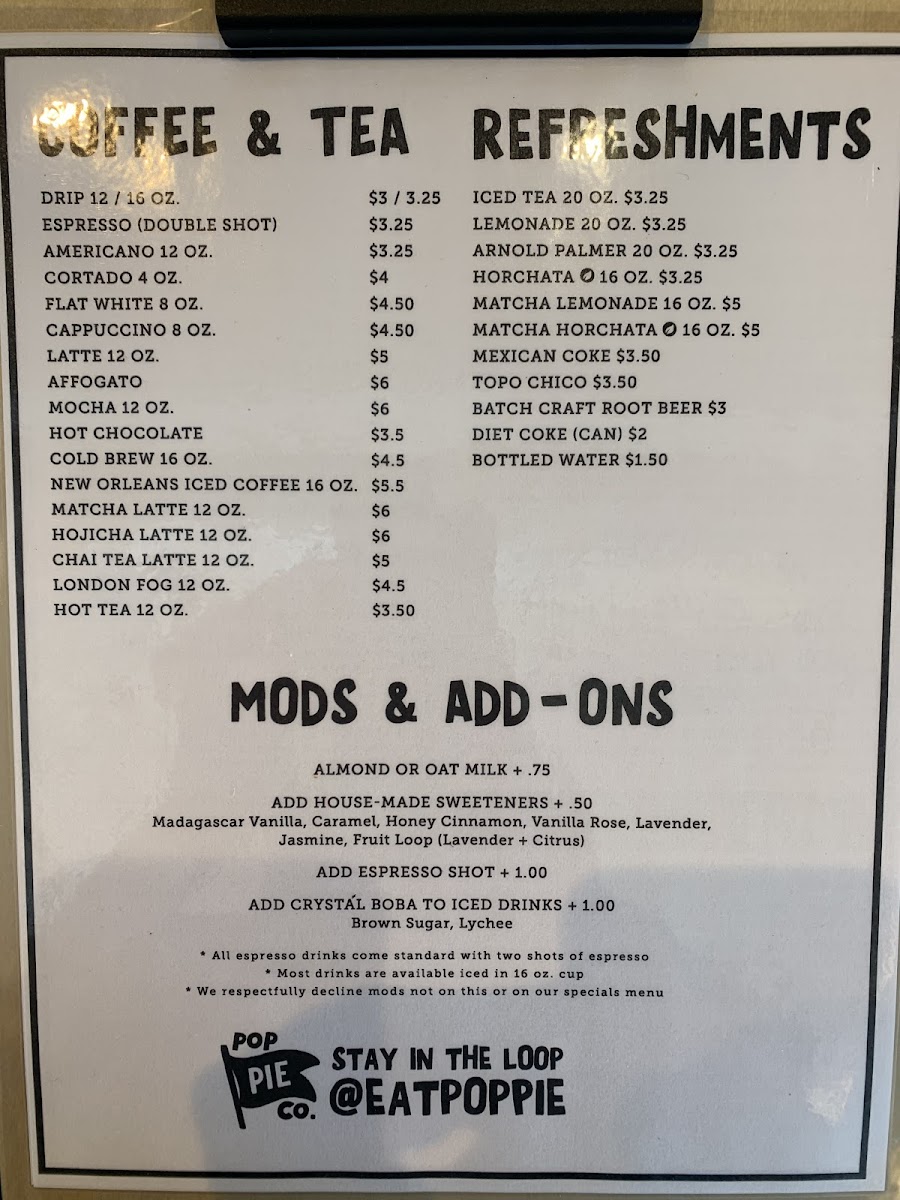 COFFEE & TEA
DRIP 12 / 16 OZ. $3 / 3.25
ESPRESSO (DOUBLE SHOT) $3.25
AMERICANO 12 OZ. $3.25
CORTADO 4 OZ. $4
FLAT WHITE 8 OZ. $4.50
CAPPUCCINO 8 OZ. $4.50
LATTE 12 OZ. $5
AFFOGATO $6
MOCHA 12 OZ. $6
HOT CHOCOLATE $3.5
COLD BREW 16 OZ. $4.5
NEW ORLEANS ICED COFFEE 16 OZ. $5.5
MATCHA LATTE 12 OZ. $6
HOJICHA LATTE 12 OZ. $6
CHAI TEA LATTE 12 OZ. $5
LONDON FOG 12 OZ. $4.5
HOT TEA 12 OZ. $3.50
REFRESHMENTS
ICED TEA 20 OZ. $3.25
LEMONADE 20 OZ. $3.25
ARNOLD PALMER 20 OZ. $3.25
HORCHATA 16 OZ. $3.25
MATCHA LEMONADE 16 OZ. $5
MATCHA HORCHATA 16 OZ. $5
MEXICAN COKE $3.50
TOPO CHICO $3.50
BATCH CRAFT ROOT BEER $3
DIET COKE (CAN) $2
BOTTLED WATER $1.50
MODS & ADD-ONS
ALMOND OR OAT MILK + .75
ADD HOUSE-MADE SWEETENERS + .50
Madagascar Vanilla, Caramel, Honey Cinnamon, Vanilla Rose, Lavender,
Jasmine, Fruit Loop (Lavender + Citrus)
ADD ESPRESSO SHOT + 1.00
ADD CRYSTAL BOBA TO ICED DRINKS + 1.00
Brown Sugar, Lychee
* All espresso drinks come standard with two shots of espresso
* Most drinks are available iced in 16 oz. cup
* We respectfully decline mods not on this or on our specials menu
POP
PIE
CO.
STAY IN THE LOOP
@EATPOPPIE